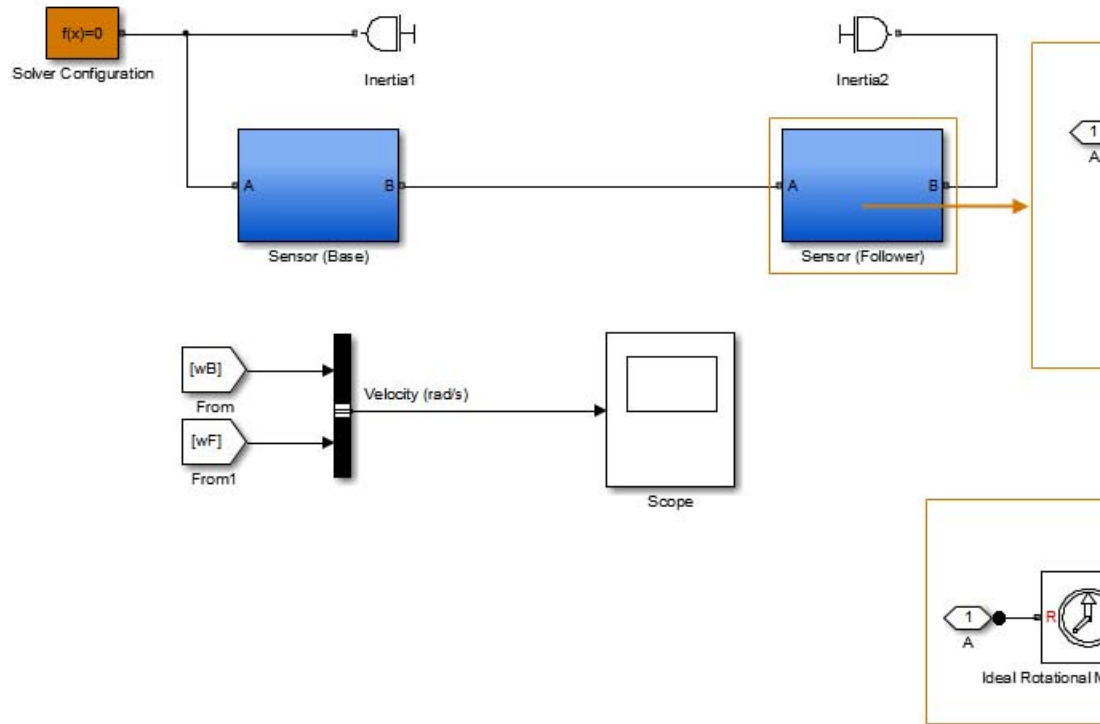 f(x)=0
Solver Configuration
Inertia1
Inertia2
A
B
Sensor (Base)
A
B
Sensor (Follower)
1
A
[wB]
From
[wF]
From1
Velocity (rad/s)
Scope
1
A
R
Ideal Rotational M